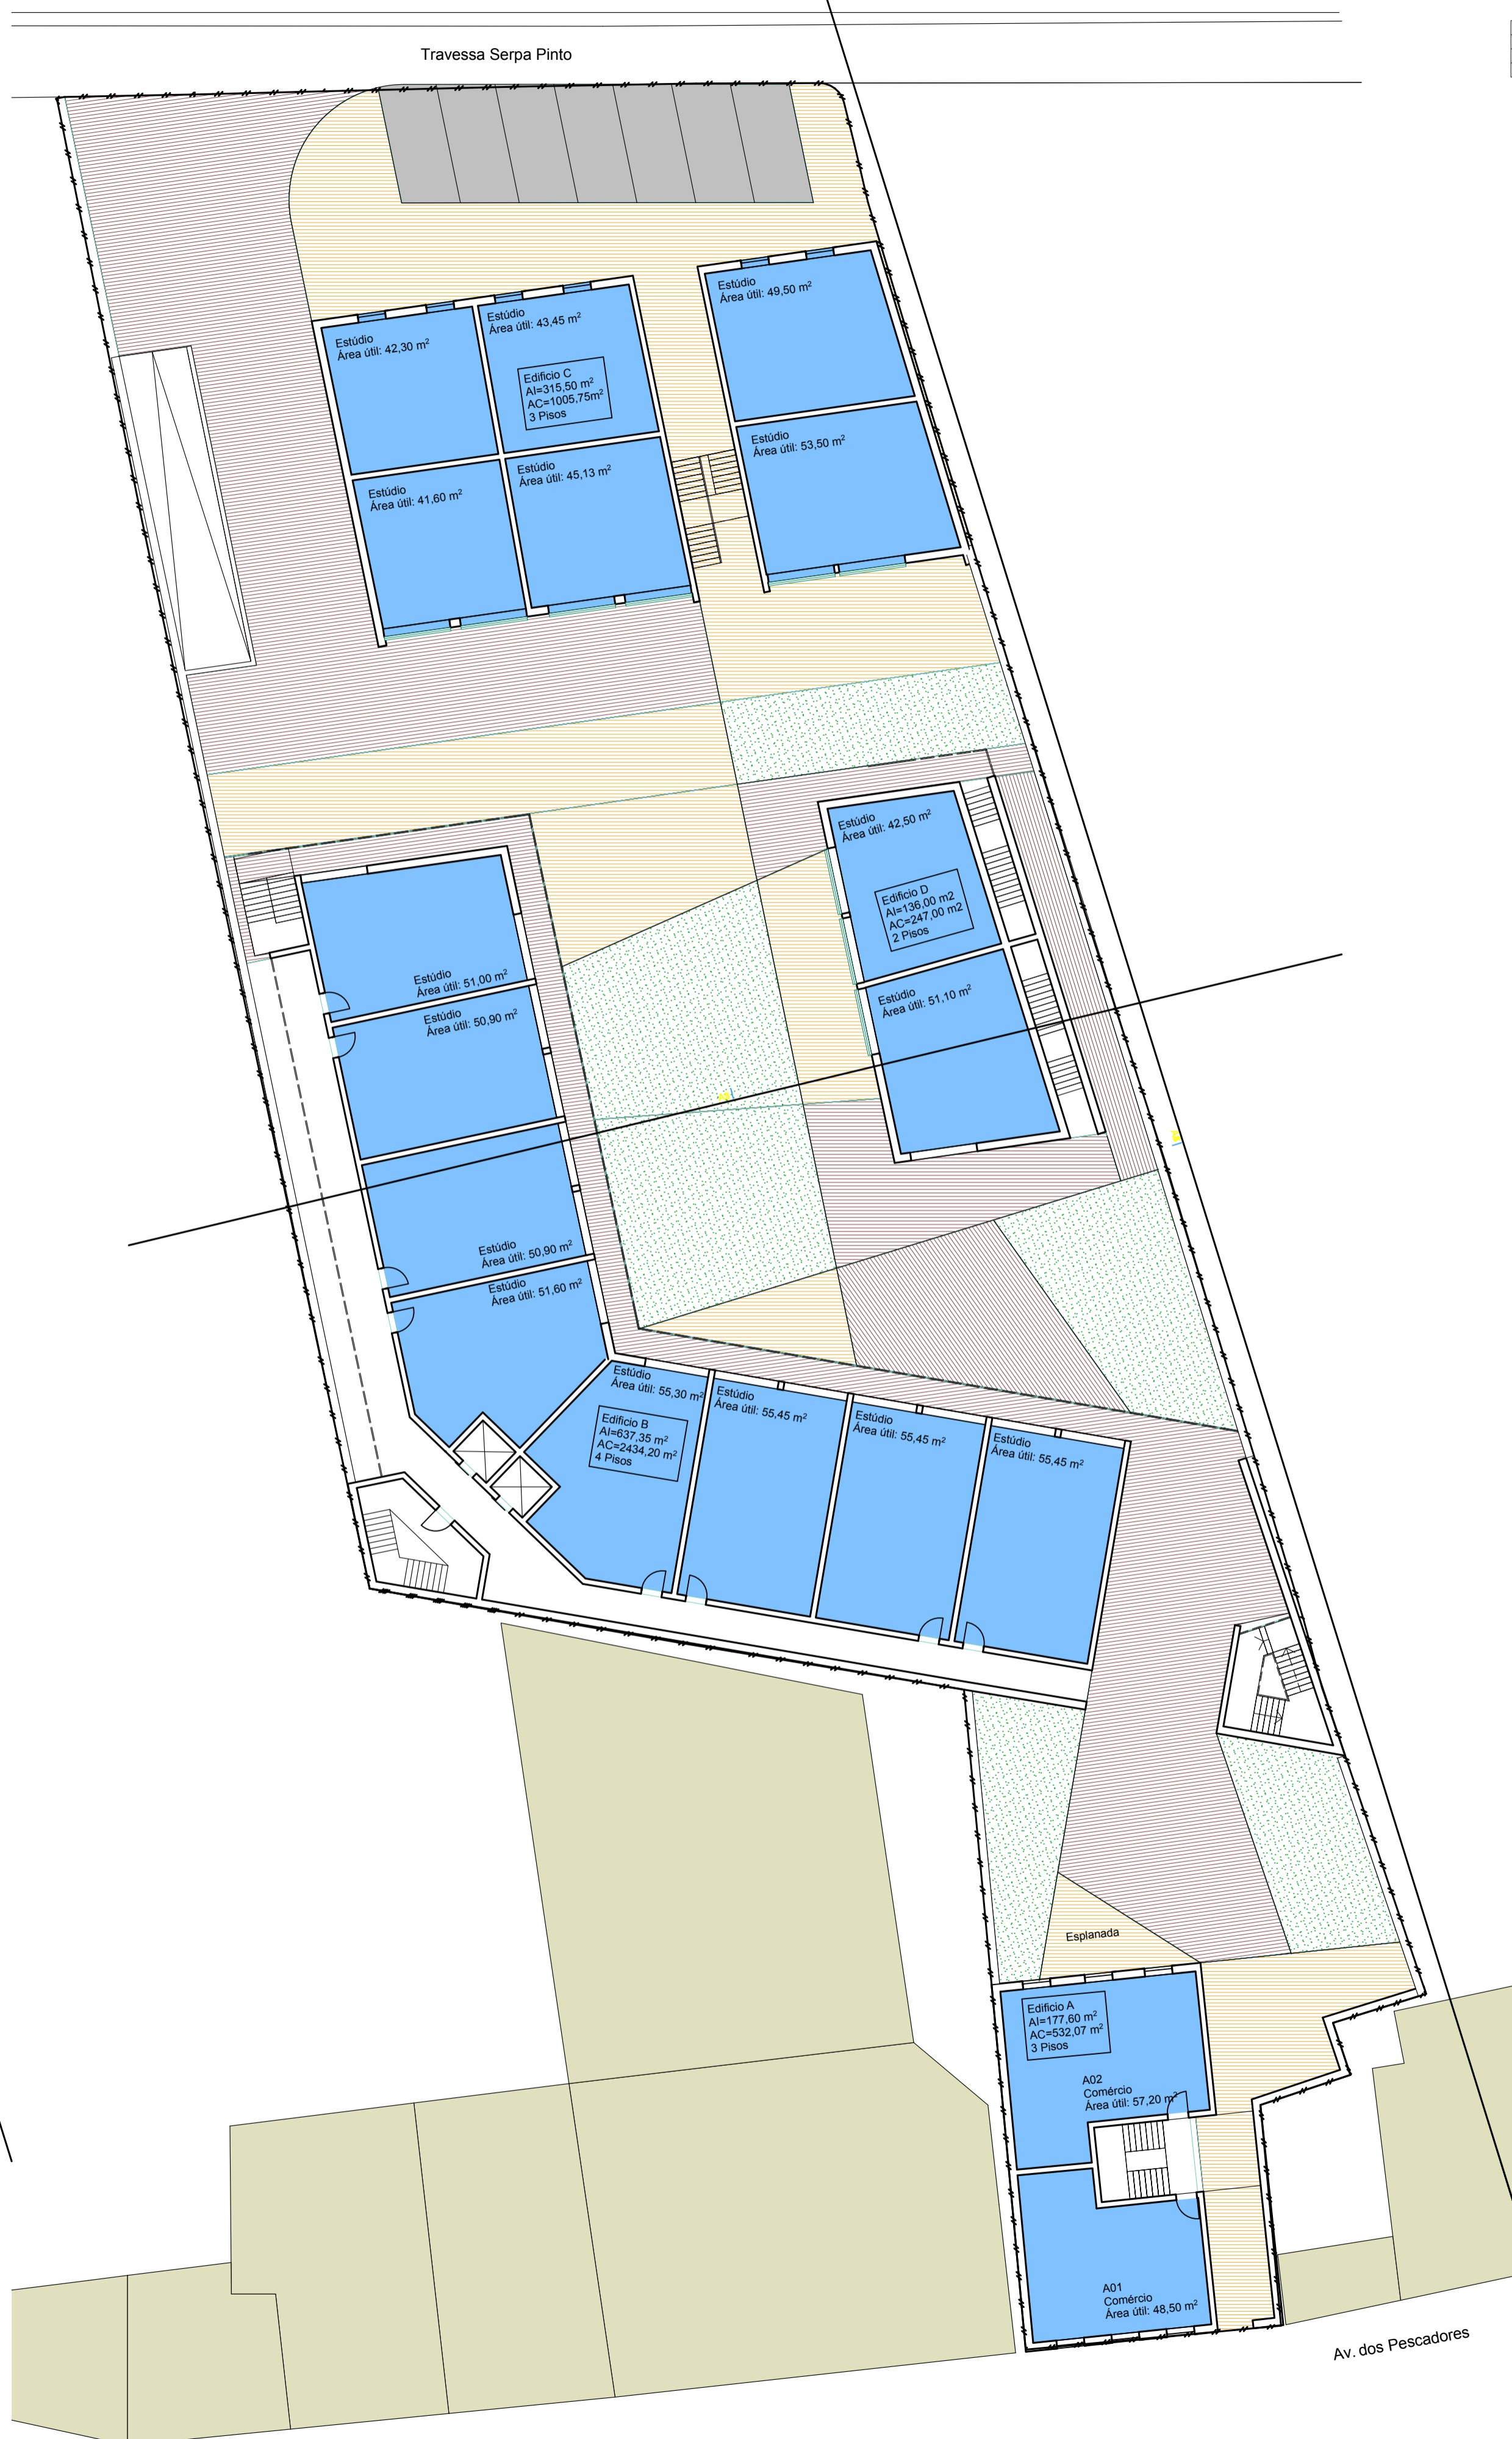 Travessa Serpa Pinto
Estúdio
Área útil: 49,50 m²
Estúdio
Área útil: 43,45 m²
Estúdio
Área útil: 42,30 m²
Edificio C
AI=315,50 m²
AC=1005,75m²
3 Pisos
Estúdio
Área útil: 53,50 m²
Estúdio
Área útil: 45,13 m²
Estúdio
Área útil: 41,60 m²
Estúdio
Área útil: 42,50 m²
Edificio D
AI=136,00 m2
AC=247,00 m2
2 Pisos
Estúdio
Área útil: 51,00 m²
Estúdio
Área útil: 51,10 m²
Estúdio
Área útil: 50,90 m²
Estúdio
Área útil: 50,90 m²
Estúdio
Área útil: 51,60 m²
Estúdio
Área útil: 55,30 m²
Estúdio
Área útil: 55,45 m²
Estúdio
Área útil: 55,45 m²
Estúdio
Área útil: 55,45 m²
Edificio B
AI=637,35 m²
AC=2434,20 m²
4 Pisos
Esplanada
Edificio A
AI=177,60 m²
AC=532,07 m²
3 Pisos
A02
Comércio
Área útil: 57,20 m²
A01
Comércio
Área útil: 48,50 m²
Av. dos Pescadores